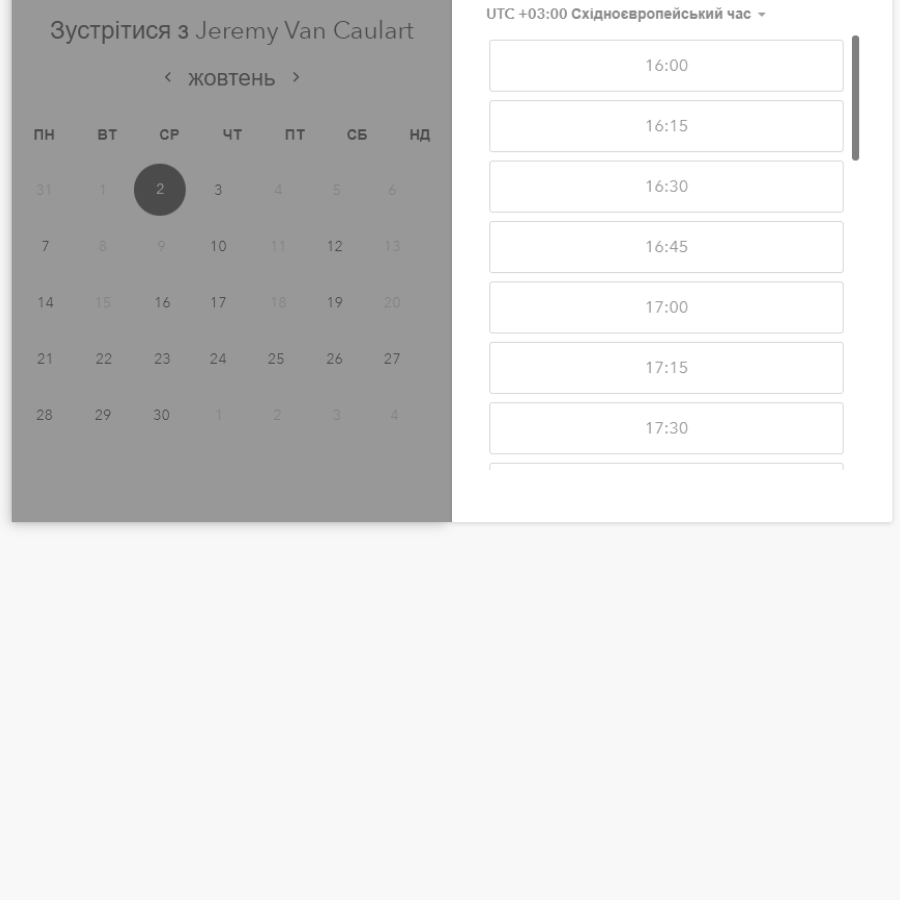 Зустрітися з Jeremy Van Caulart
жовтень
ПН ВТ СР ЧТ ПТ СБ НД
31 1 2 3 4 5 6
7 8 9 10 11 12 13
14 15 16 17 18 19 20
21 22 23 24 25 26 27
28 29 30 1 2 3 4
UTC +03:00 Східноєвропейський час
16:00
16:15
16:30
16:45
17:00
17:15
17:30